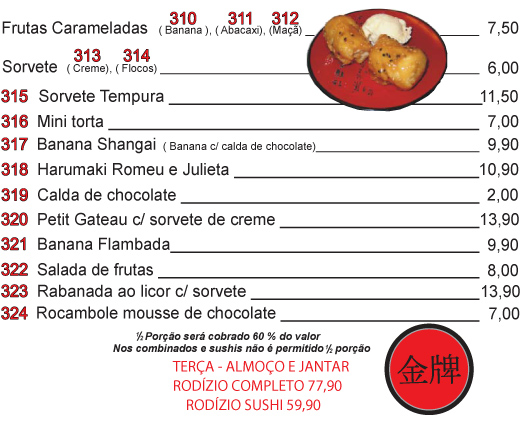 310 311 312
Frutas Carameladas ( Banana ), ( Abacaxi), (Maçã) 7,50
313 314
Sorvete ( Creme), ( Flocos) 6,00
315 Sorvete Tempura 11,50
316 Mini torta 7,00
317 Banana Shangai ( Banana c/ calda de chocolate) 9,90
318 Harumaki Romeu e Julieta 10,90
319 Calda de chocolate 2,00
320 Petit Gateau c/ sorvete de creme 13,90
321 Banana Flambada 9,90
322 Salada de frutas 8,00
323 Rabanada ao licor c/ sorvete 13,90
324 Rocambole mousse de chocolate 7,00
½ Porção será cobrado 60 % do valor
Nos combinados e sushis não é permitido ½ porção
TERÇA - ALMOÇO E JANTAR
RODÍZIO COMPLETO 77,90
RODÍZIO SUSHI 59,90
金牌